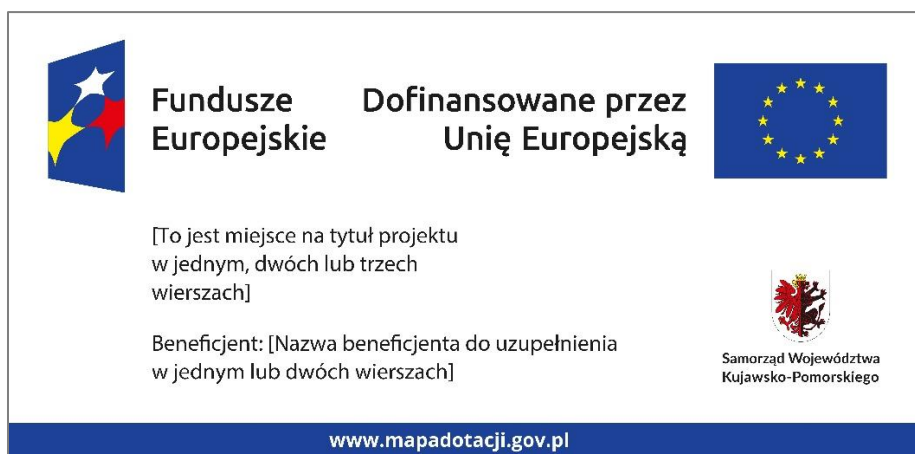 Fundusze
Europejskie
Dofinansowane przez
Unię Europejską
[To jest miejsce na tytuł projektu
w jednym, dwóch lub trzech
wierszach]
Beneficjent: [Nazwa beneficjenta do uzupełnienia
w jednym lub dwóch wierszach]
Samorząd Województwa
Kujawsko-Pomorskiego
www.mapadotacji.gov.pl